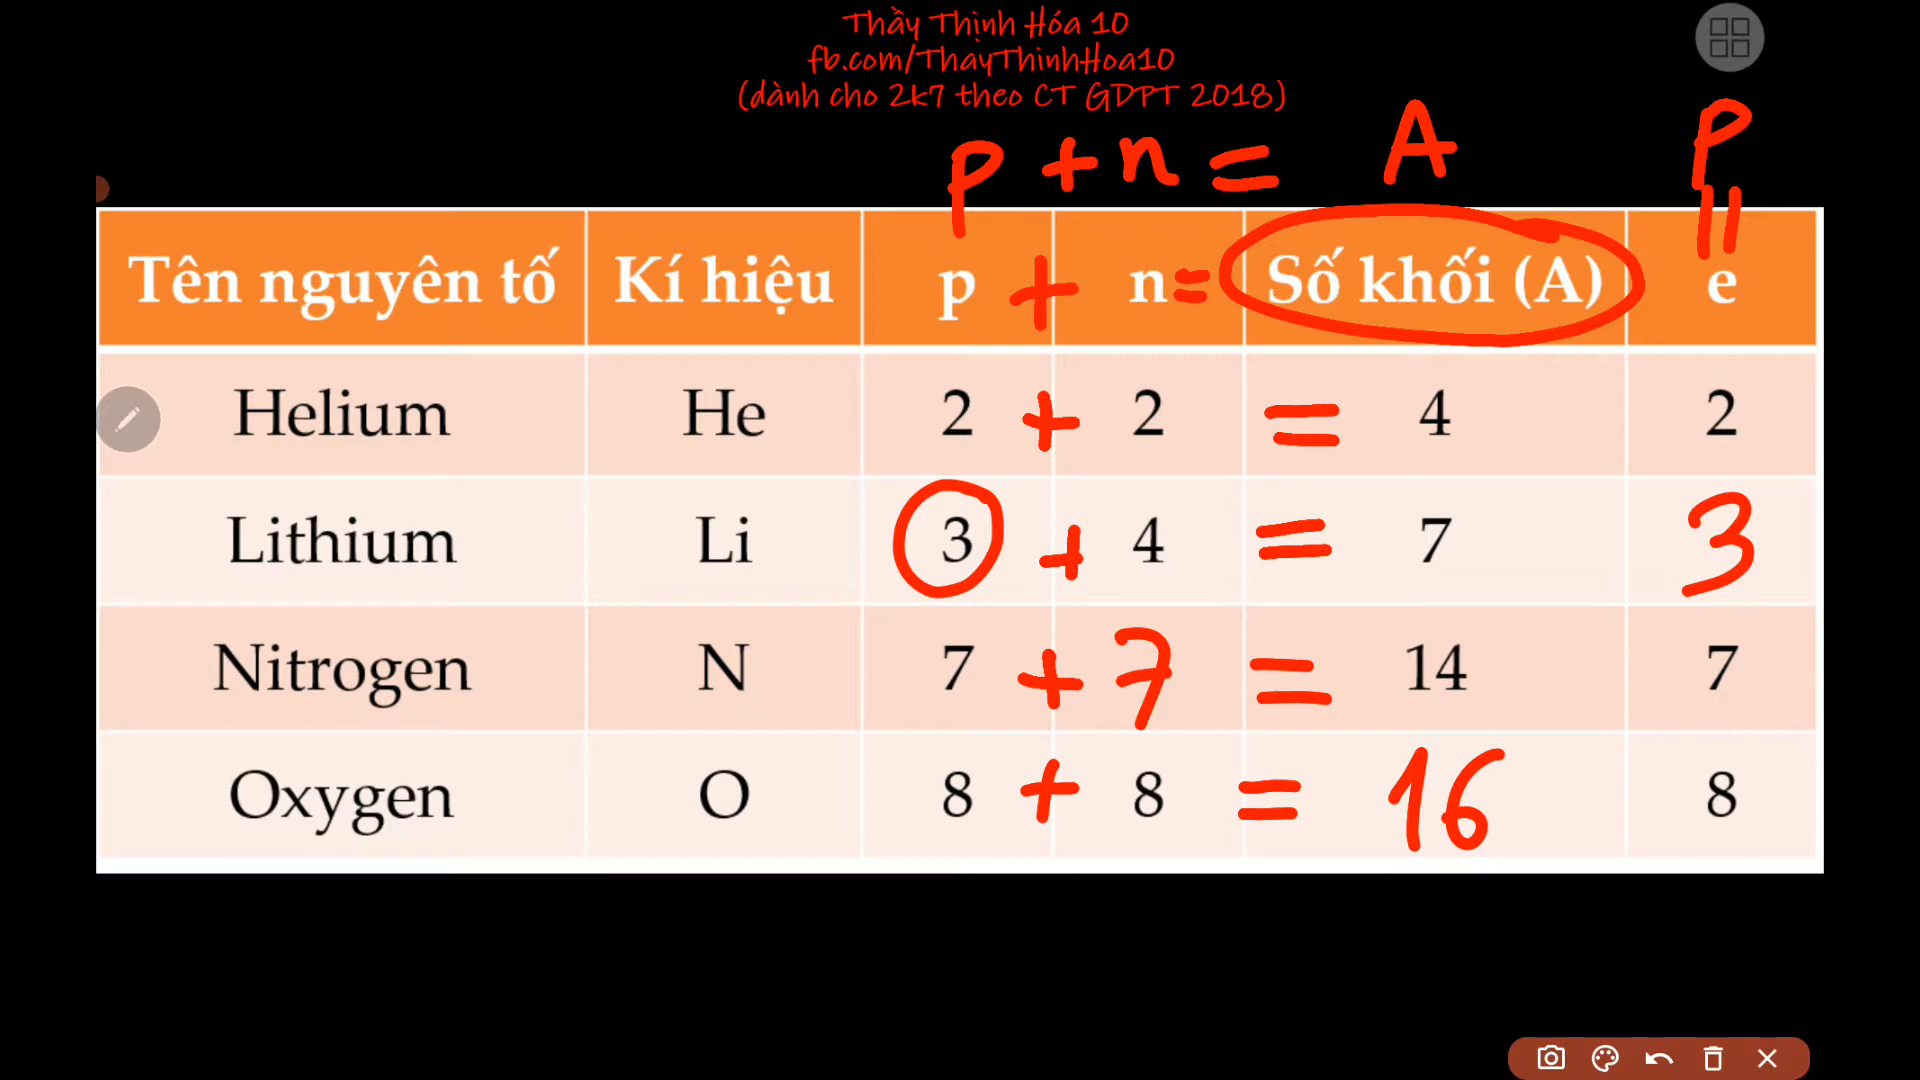 Thầy Thịnh Hóa 10
fb.com/ThayThinhHoa10
(dành cho 2k7 theo CT GDPT 2018)
p + n = A p
Tên nguyên tố Kí hiệu p + n = Số khối (A) = e
Helium He 2 + 2 = 4 2
Lithium Li 3 + 4 = 7 3
Nitrogen N 7 + 7 = 14 7
Oxygen O 8 + 8 = 16 8